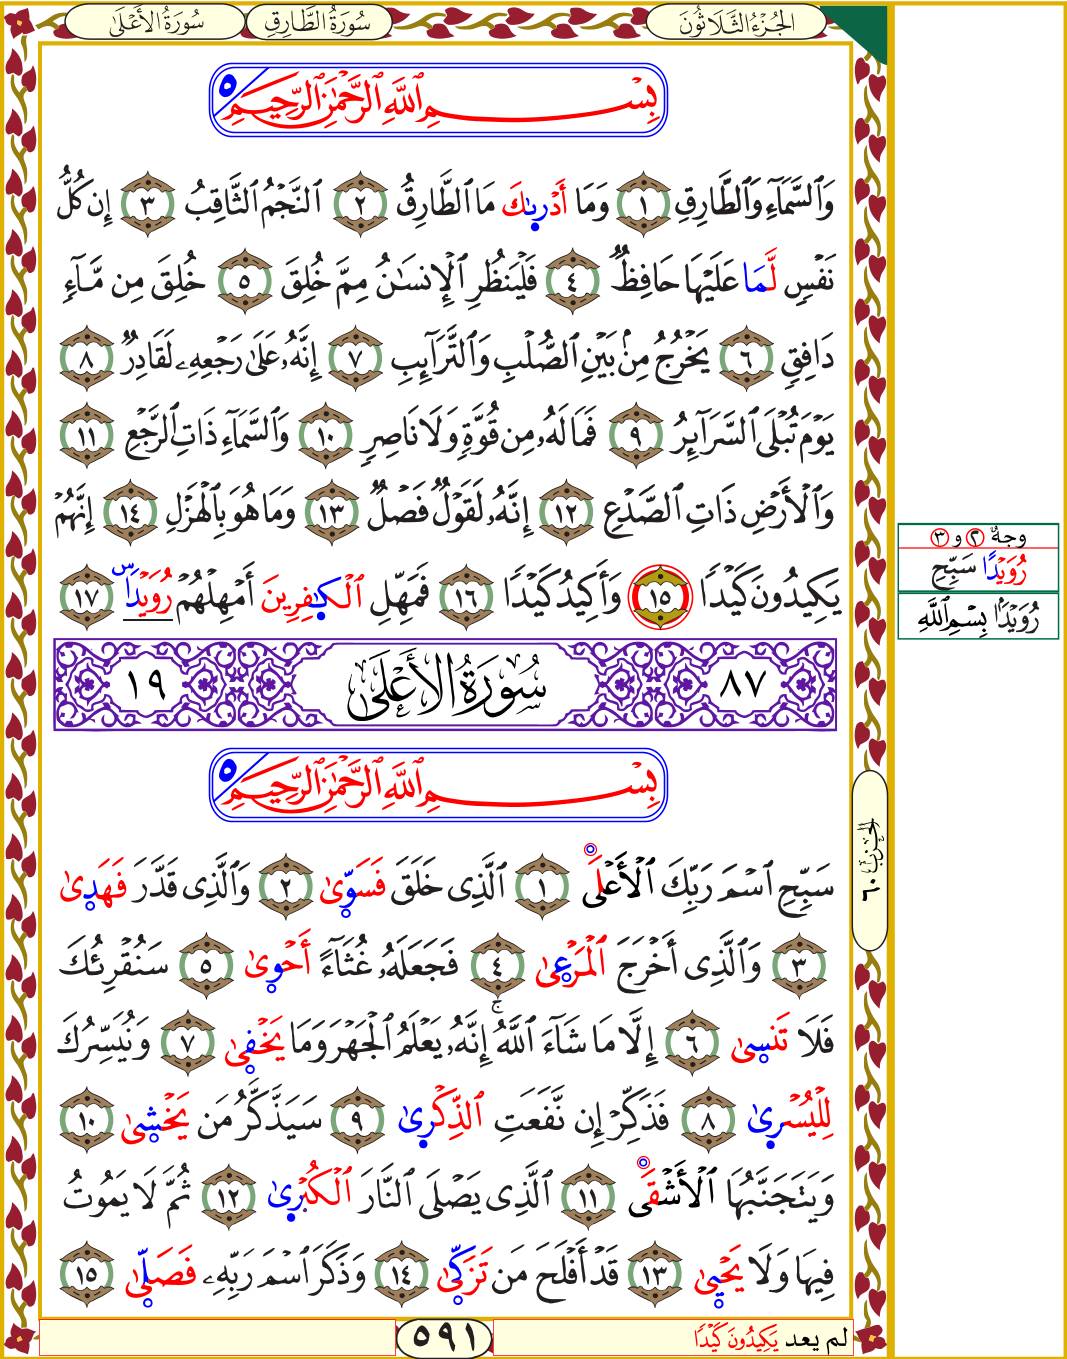 الجُزْءُ الثَّلَاثُونَ
سُورَةُ الطَّارِقِ
سُورَةُ الأَعْلَىٰ
بِسْمِ ٱللَّهِ ٱلرَّحْمَٰنِ ٱلرَّحِيمِ ٥
وَٱلسَّمَآءِ وَٱلطَّارِقِ ١ وَمَآ أَدْرَىٰكَ مَا ٱلطَّارِقُ ٢ ٱلنَّجْمُ ٱلثَّاقِبُ ٣ إِن كُلُّ
نَفْسٍ لَّمَا عَلَيْهَا حَافِظٌ ٤ فَلْيَنظُرِ ٱلْإِنسَٰنُ مِمَّ خُلِقَ ٥ خُلِقَ مِن مَّآءٍ
دَافِقٍ ٦ يَخْرُجُ مِنۢ بَيْنِ ٱلصُّلْبِ وَٱلتَّرَآئِبِ ٧ إِنَّهُۥ عَلَىٰ رَجْعِهِۦ لَقَادِرٌ ٨
يَوْمَ تُبْلَى ٱلسَّرَآئِرُ ٩ فَمَا لَهُۥ مِن قُوَّةٍ وَلَا نَاصِرٍ ١٠ وَٱلسَّمَآءِ ذَاتِ ٱلرَّجْعِ ١١
وَٱلْأَرْضِ ذَاتِ ٱلصَّدْعِ ١٢ إِنَّهُۥ لَقَوْلٌ فَصْلٌ ١٣ وَمَا هُوَ بِٱلْهَزْلِ ١٤ إِنَّهُمْ
يَكِيدُونَ كَيْدًا ١٥ وَأَكِيدُ كَيْدًا ١٦ فَمَهِّلِ ٱلْكَٰفِرِينَ أَمْهِلْهُمْ رُوَيْدَۢاۜ ١٧
٨٧ سُورَةُ الأَعْلَىٰ ١٩
بِسْمِ ٱللَّهِ ٱلرَّحْمَٰنِ ٱلرَّحِيمِ ٥
سَبِّحِ ٱسْمَ رَبِّكَ ٱلْأَعْلَى ١ ٱلَّذِى خَلَقَ فَسَوَّىٰ ٢ وَٱلَّذِى قَدَّرَ فَهَدَىٰ
٣ وَٱلَّذِىٓ أَخْرَجَ ٱلْمَرْعَىٰ ٤ فَجَعَلَهُۥ غُثَآءً أَحْوَىٰ ٥ سَنُقْرِئُكَ
فَلَا تَنسَىٰٓ ٦ إِلَّا مَا شَآءَ ٱللَّهُ ۚ إِنَّهُۥ يَعْلَمُ ٱلْجَهْرَ وَمَا يَخْفَىٰ ٧ وَنُيَسِّرُكَ
لِلْيُسْرَىٰ ٨ فَذَكِّرْ إِن نَّفَعَتِ ٱلذِّكْرَىٰ ٩ سَيَذَّكَّرُ مَن يَخْشَىٰ ١٠
وَيَتَجَنَّبُهَا ٱلْأَشْقَى ١١ ٱلَّذِى يَصْلَى ٱلنَّارَ ٱلْكُبْرَىٰ ١٢ ثُمَّ لَا يَمُوتُ
فِيهَا وَلَا يَحْيَىٰ ١٣ قَدْ أَفْلَحَ مَن تَزَكَّىٰ ١٤ وَذَكَرَ ٱسْمَ رَبِّهِۦ فَصَلَّىٰ ١٥
وجهُ ٢ و ٣
رُوَيْدًا سَبِّحِ
رُوَيْدَۢا بِسْمِ ٱللَّهِ
الحزب ٦٠
لم يعد يَكِيدُونَ كَيْدًا
٥٩١